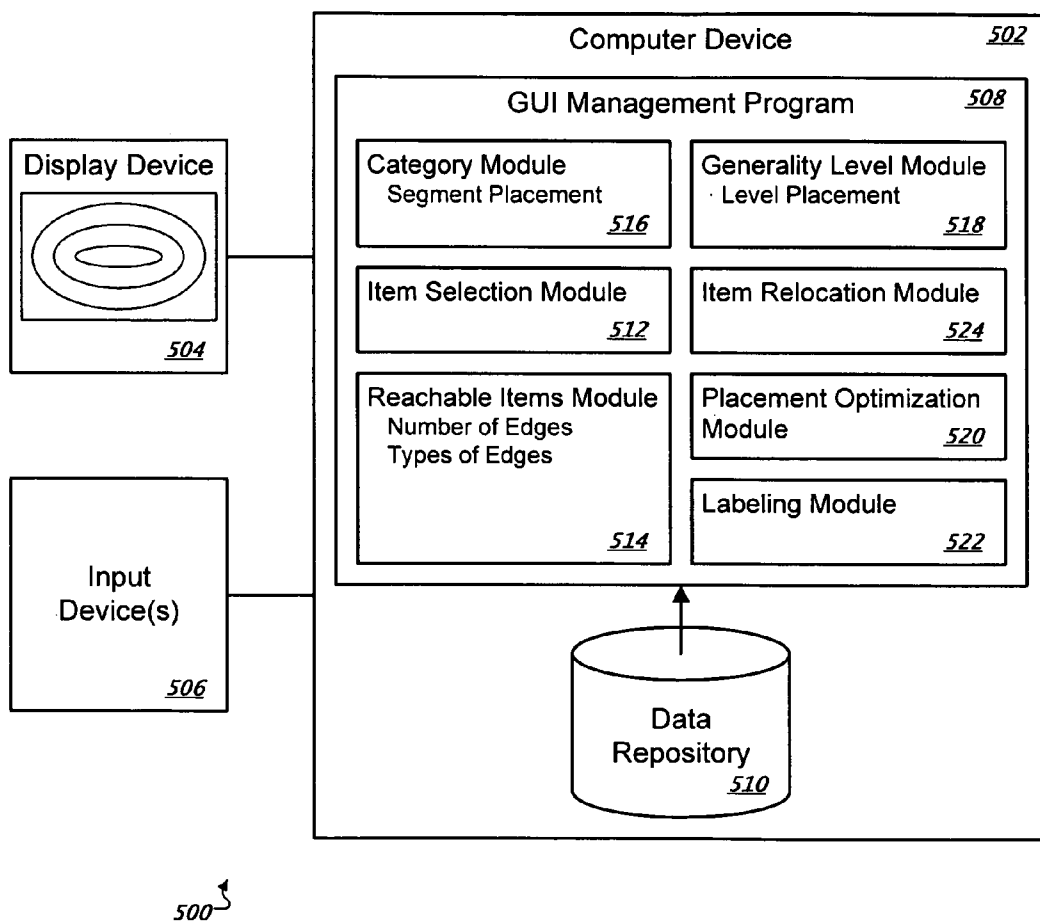 Computer Device 502
GUI Management Program 508
Category Module
Segment Placement
516
Generality Level Module
Level Placement
518
Item Selection Module
512
Item Relocation Module
524
Reachable Items Module
Number of Edges
Types of Edges
514
Placement Optimization
Module 520
Labeling Module
522
Display Device
504
Input
Device(s)
506
Data
Repository
510
500